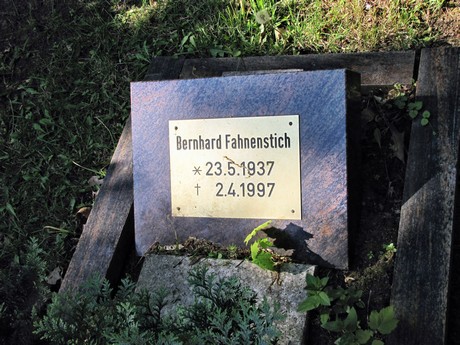 Bernhard Fahnenstich
* 23.5.1937
† 2.4.1997